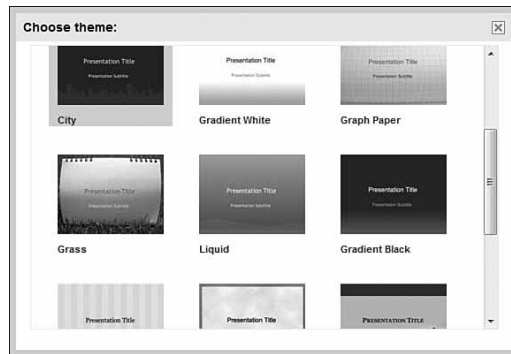 Choose theme:
Presentation Title
Presentation Subtitle
City
Presentation Title
Presentation Subtitle
Gradient White
Presentation Title
Presentation Subtitle
Graph Paper
Presentation Title
Presentation Subtitle
Grass
Presentation Title
Presentation Subtitle
Liquid
Presentation Title
Presentation Subtitle
Gradient Black
Presentation Title
Presentation Title
PRESENTATION TITLE